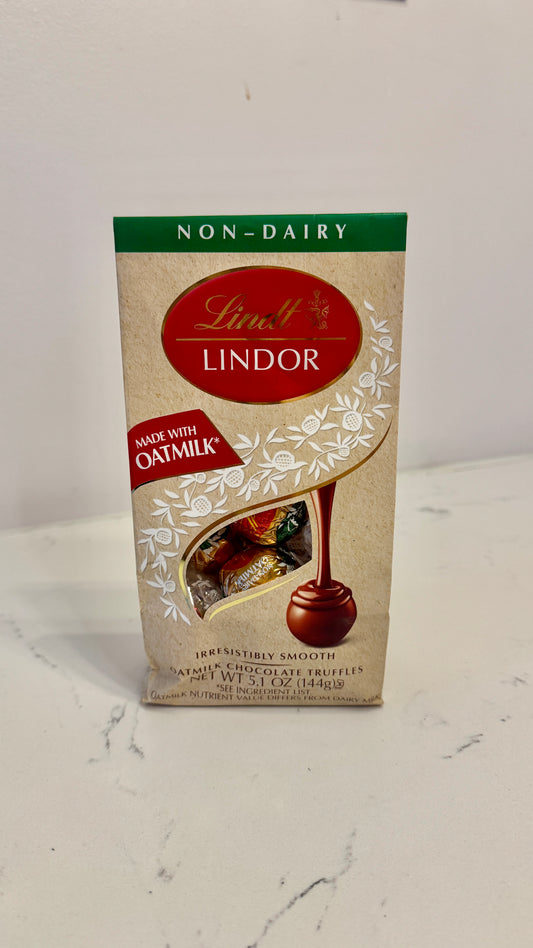 NON-DAIRY
Lindt
LINDOR
MADE WITH
OATMILK*
OATMILK
IRRESISTIBLY SMOOTH
OATMILK CHOCOLATE TRUFFLES
NET WT 5.1 OZ (144g)
*SEE INGREDIENT LIST
OATMILK NUTRIENT VALUE DIFFERS FROM DAIRY MILK